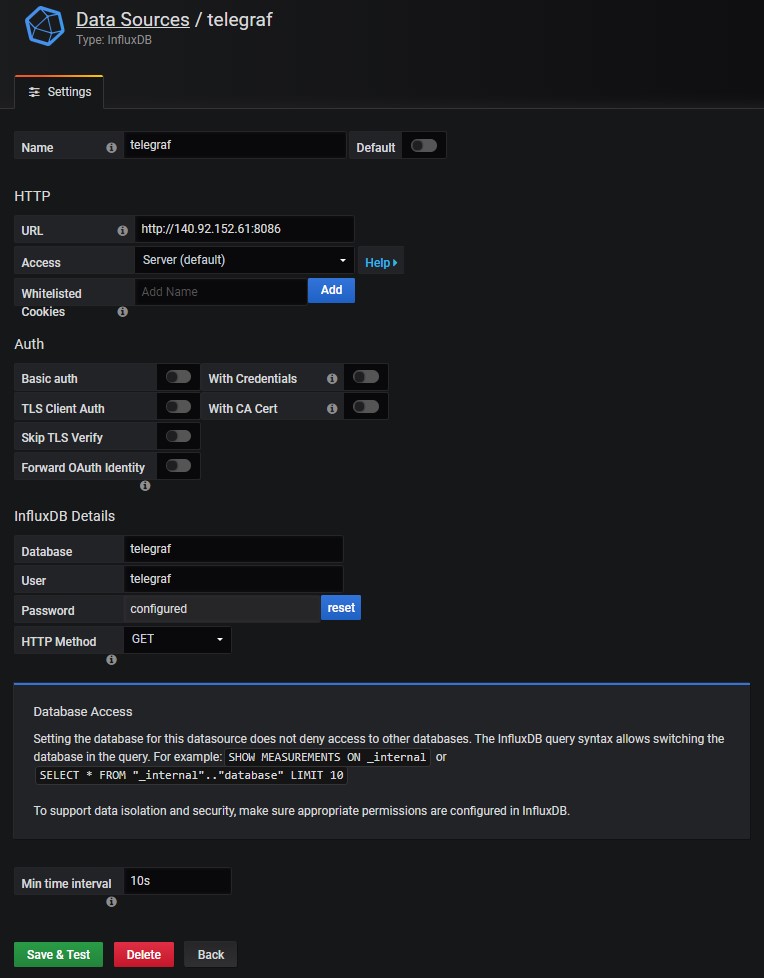 Data Sources / telegraf
Type: InfluxDB
Settings
Name telegraf Default
HTTP
URL http://140.92.152.61:8086
Access Server (default) Help
Whitelisted Add Name Add
Cookies
Auth
Basic auth With Credentials
TLS Client Auth With CA Cert
Skip TLS Verify
Forward OAuth Identity
InfluxDB Details
Database telegraf
User telegraf
Password configured reset
HTTP Method GET
Database Access
Setting the database for this datasource does not deny access to other databases. The InfluxDB query syntax allows switching the
database in the query. For example: SHOW MEASUREMENTS ON _internal or
SELECT * FROM "_internal".."database" LIMIT 10
To support data isolation and security, make sure appropriate permissions are configured in InfluxDB.
Min time interval 10s
Save & Test Delete Back